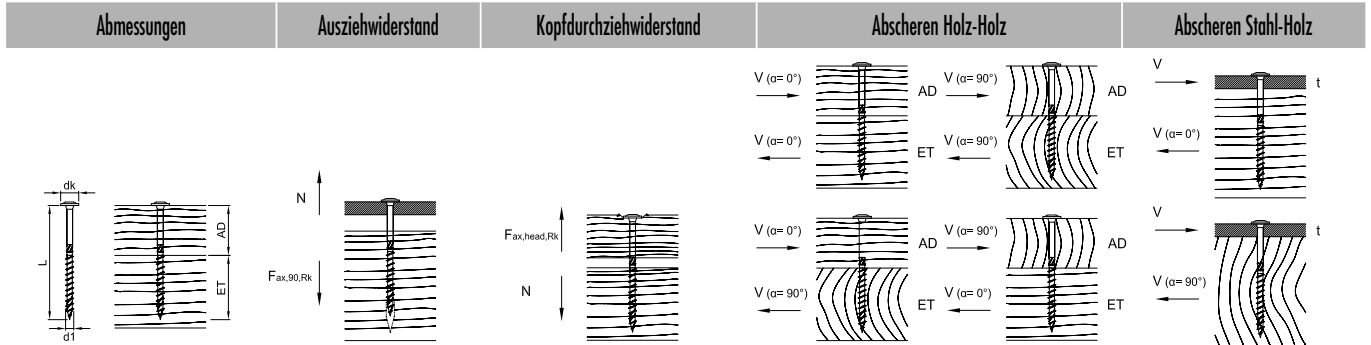 Abmessungen
Ausziehwiderstand
Kopfdurchziehwiderstand
Abscheren Holz-Holz
Abscheren Stahl-Holz
dk
L
d1
AD
ET
N
Fax,90,Rk
Fax,head,Rk
N
V (α= 0°)
AD
V (α= 0°)
ET
V (α= 90°)
AD
V (α= 90°)
ET
V (α= 0°)
AD
V (α= 90°)
ET
V (α= 90°)
AD
V (α= 0°)
ET
V
t
V (α= 0°)
V
t
V (α= 90°)